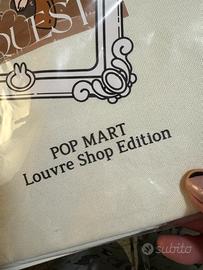 QUEST
POP MART
Louvre Shop Edition
subito